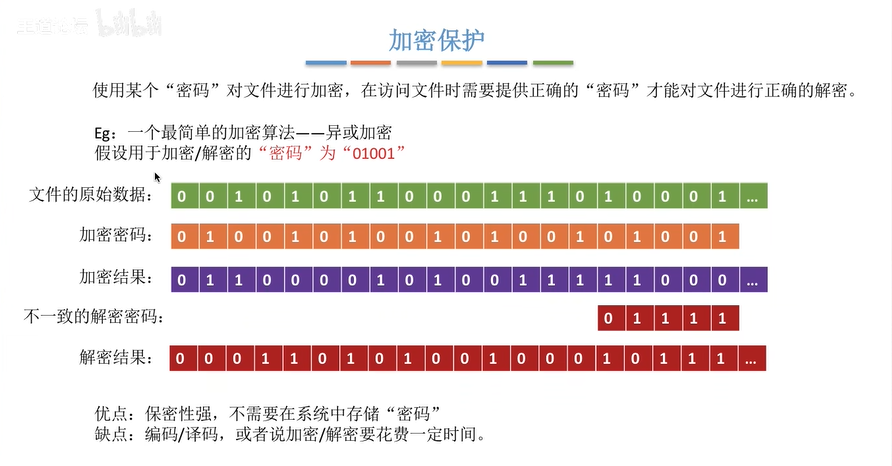 bilibili
加密保护
使用某个“密码”对文件进行加密，在访问文件时需要提供正确的“密码”才能对文件进行正确的解密。
Eg：一个最简单的加密算法——异或加密
假设用于加密/解密的“密码”为“01001”
文件的原始数据： 0 0 1 0 1 0 1 1 0 0 0 1 1 1 0 1 0 0 0 1 ...
加密密码： 0 1 0 0 1 0 1 0 0 1 0 1 0 0 1 0 1 0 0 1
加密结果： 0 1 1 0 0 0 0 1 0 1 0 0 1 1 1 1 1 0 0 0 ...
不一致的解密密码： 0 1 1 1 1
解密结果： 0 0 0 1 1 0 1 0 1 0 0 1 0 0 0 1 0 1 1 1 ...
优点：保密性强，不需要在系统中存储“密码”
缺点：编码/译码，或者说加密/解密要花费一定时间。